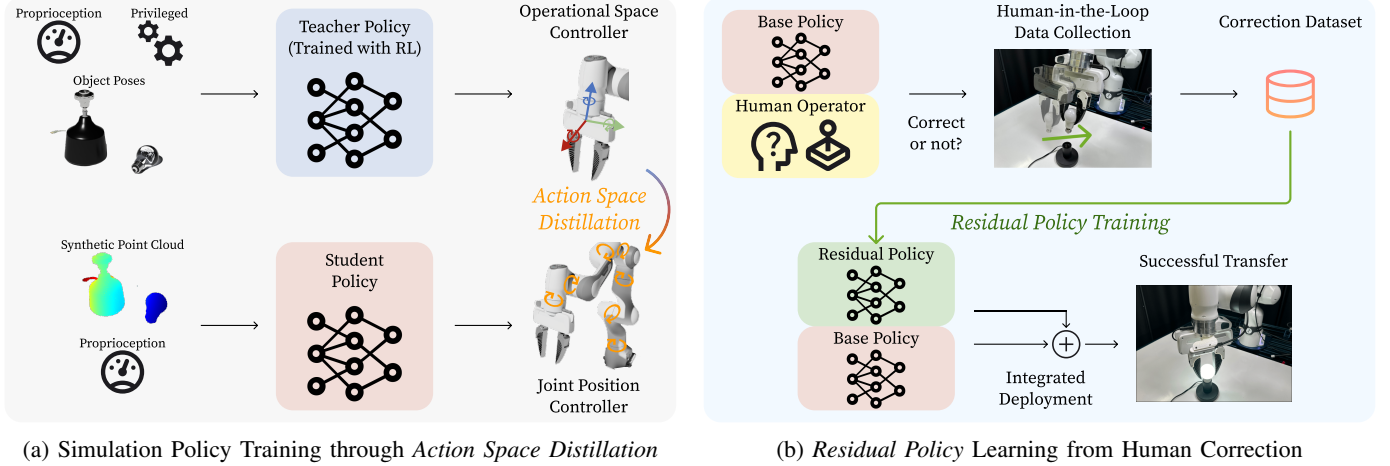 Proprioception
Privileged
Object Poses
Teacher Policy
(Trained with RL)
Operational Space
Controller
Action Space
Distillation
Synthetic Point Cloud
Proprioception
Student
Policy
Joint Position
Controller
(a) Simulation Policy Training through Action Space Distillation
Base Policy
Human Operator
?
Correct
or not?
Human-in-the-Loop
Data Collection
Correction Dataset
Residual Policy Training
Residual Policy
Base Policy
Integrated
Deployment
Successful Transfer
(b) Residual Policy Learning from Human Correction